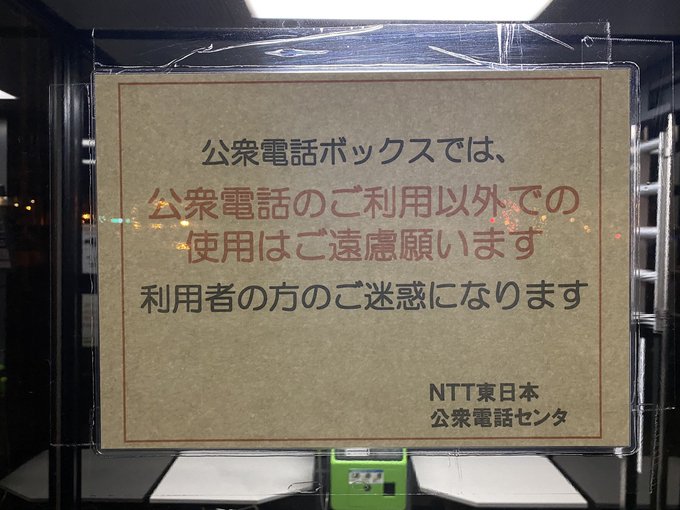 公衆電話ボックスでは、
公衆電話のご利用以外での
使用はご遠慮願います
利用者の方のご迷惑になります
NTT東日本
公衆電話センタ